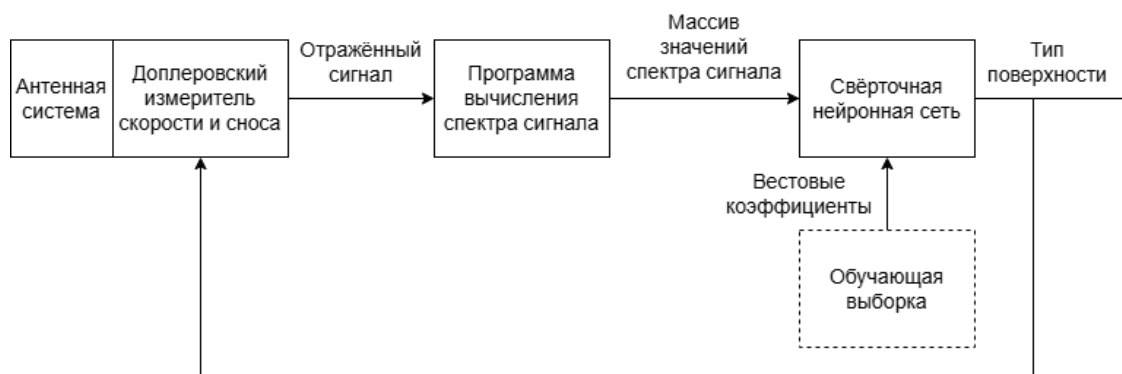 Антенная
система
Доплеровский
измеритель
скорости и сноса
Отражённый
сигнал
Программа
вычисления
спектра сигнала
Массив
значений
спектра сигнала
Свёрточная
нейронная сеть
Тип
поверхности
Вестовые
коэффициенты
Обучающая
выборка